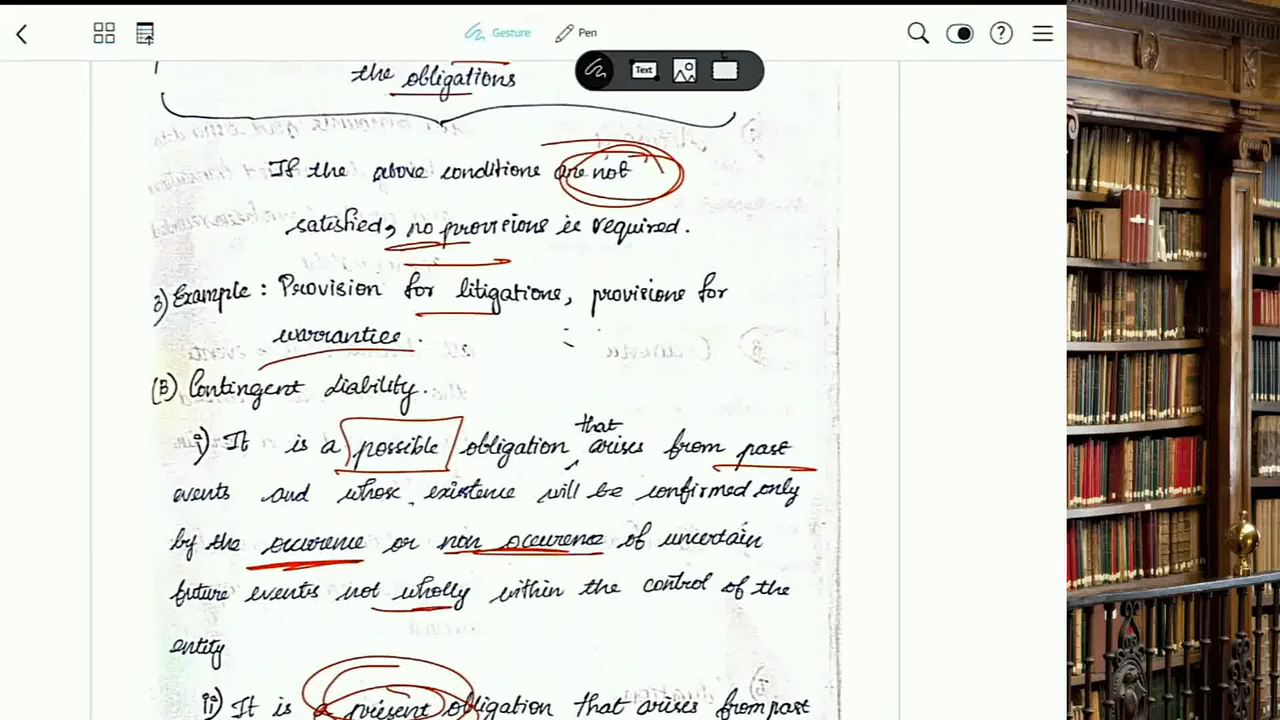 Gesture
Pen
Text
the obligations
If the above conditions are not
satisfied, no provisions is required.
3) Example : Provision for litigations, provisions for
warranties.
(B) Contingent liability.
i) It is a possible obligation that arises from past
events and whose existence will be confirmed only
by the occurence or non occurence of uncertain
future events not wholly within the control of the
entity
ii) It is a present obligation that arises from past